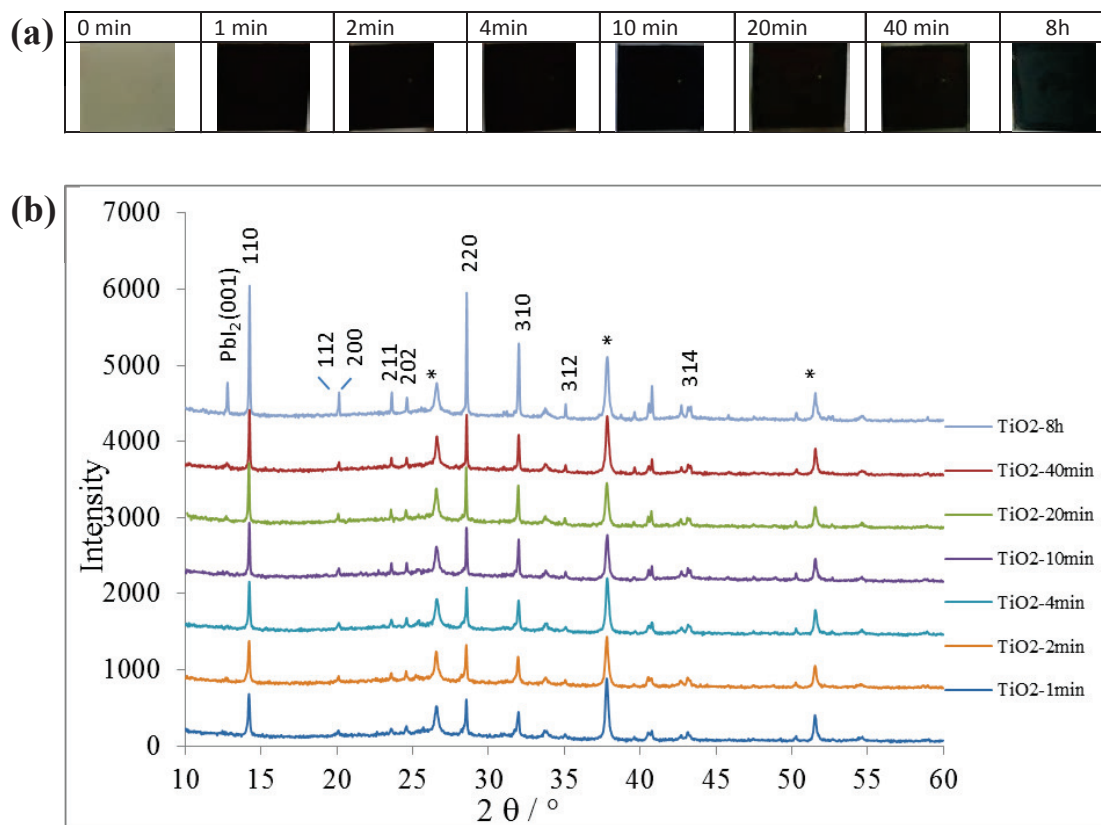 (a)
0 min 1 min 2min 4min 10 min 20min 40 min 8h
(b)
7000
6000
5000
4000
3000
2000
1000
0
Intensity
PbI₂(001)
110
112
200
211
202
*
220
310
312
*
314
*
TiO2-8h
TiO2-40min
TiO2-20min
TiO2-10min
TiO2-4min
TiO2-2min
TiO2-1min
10 15 20 25 30 35 40 45 50 55 60
2 θ / °